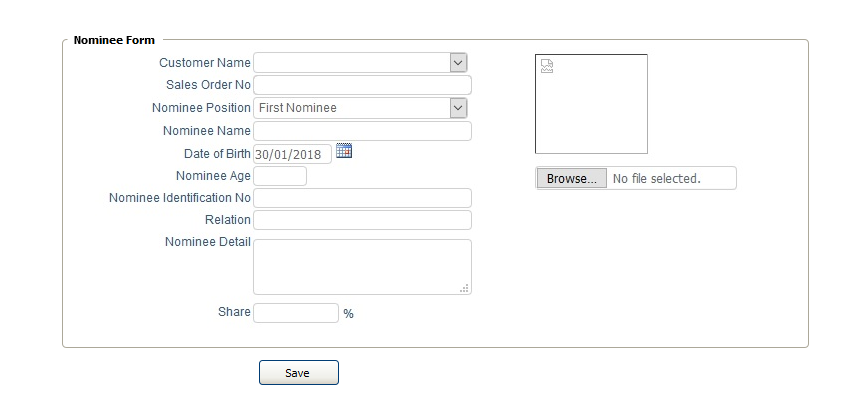 Nominee Form
Customer Name
Sales Order No
Nominee Position First Nominee
Nominee Name
Date of Birth 30/01/2018
Nominee Age
Nominee Identification No
Relation
Nominee Detail
Share %
Browse... No file selected.
Save